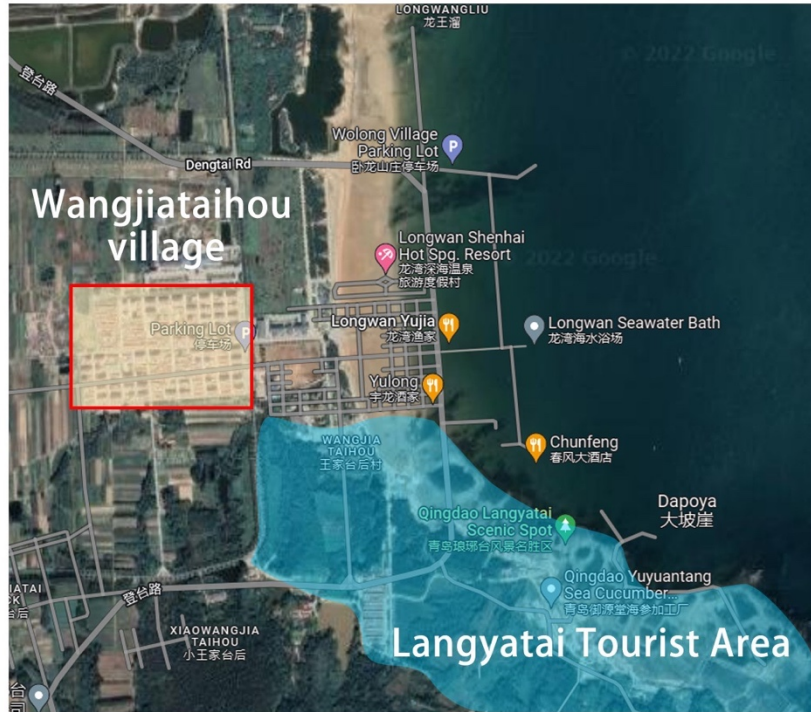 LONGWANGLIU
龙王溜
© 2022 Google
登台路
Wolong Village
Parking Lot
卧龙山庄停车场
Dengtai Rd
Wangjiataihou
village
Longwan Shenhai
Hot Spg. Resort
龙湾深海温泉
旅游度假村
2022 Google
Parking Lot
停车场
Longwan Yujia
龙湾渔家
Longwan Seawater Bath
龙湾海水浴场
Yulong
宇龙酒家
WANGJIA
TAIHOU
王家台后村
Chunfeng
春风大酒店
Dapoya
大坡崖
Qingdao Langyatai
Scenic Spot
青岛琅琊台风景名胜区
Qingdao Yuyuantang
Sea Cucumber...
青岛御源堂海参加工厂
登台路
IATAI
CK
台后
XIAOWANGJIA
TAIHOU
小王家台后
Langyatai Tourist Area
台
司